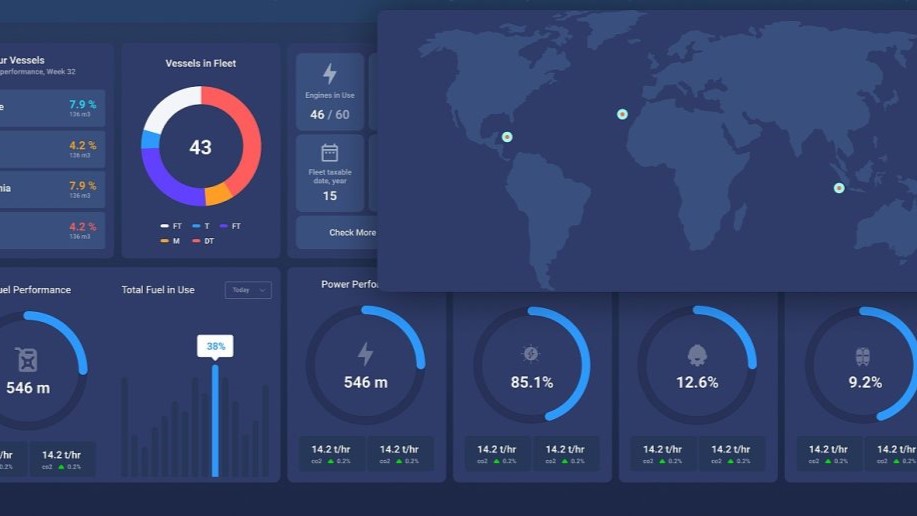 ur Vessels
performance, Week 32
e
7.9 %
136 m3
4.2 %
136 m3
nia
7.9 %
136 m3
4.2 %
136 m3
Vessels in Fleet
43
FT T FT
M DT
Engines in Use
46 / 60
Fleet taxable
date, year
15
Check More
uel Performance
546 m
/hr
0.2%
14.2 t/hr
co2 0.2%
Total Fuel in Use
Today
38%
Power Perfo
546 m
14.2 t/hr
co2 0.2%
14.2 t/hr
co2 0.2%
85.1%
14.2 t/hr
co2 0.2%
14.2 t/hr
co2 0.2%
12.6%
14.2 t/hr
co2 0.2%
14.2 t/hr
co2 0.2%
9.2%
14.2 t/hr
co2 0.2%
14.2 t/hr
co2 0.2%